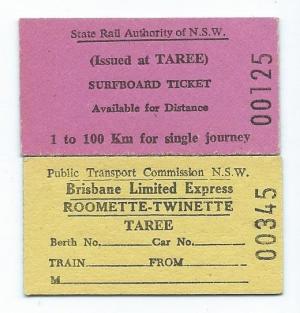 State Rail Authority of N.S.W.
(Issued at TAREE)
SURFBOARD TICKET
Available for Distance
1 to 100 Km for single journey
00125
Public Transport Commission N.S.W.
Brisbane Limited Express
ROOMETTE-TWINETTE
TAREE
Berth No. Car No.
TRAIN FROM
M
00345